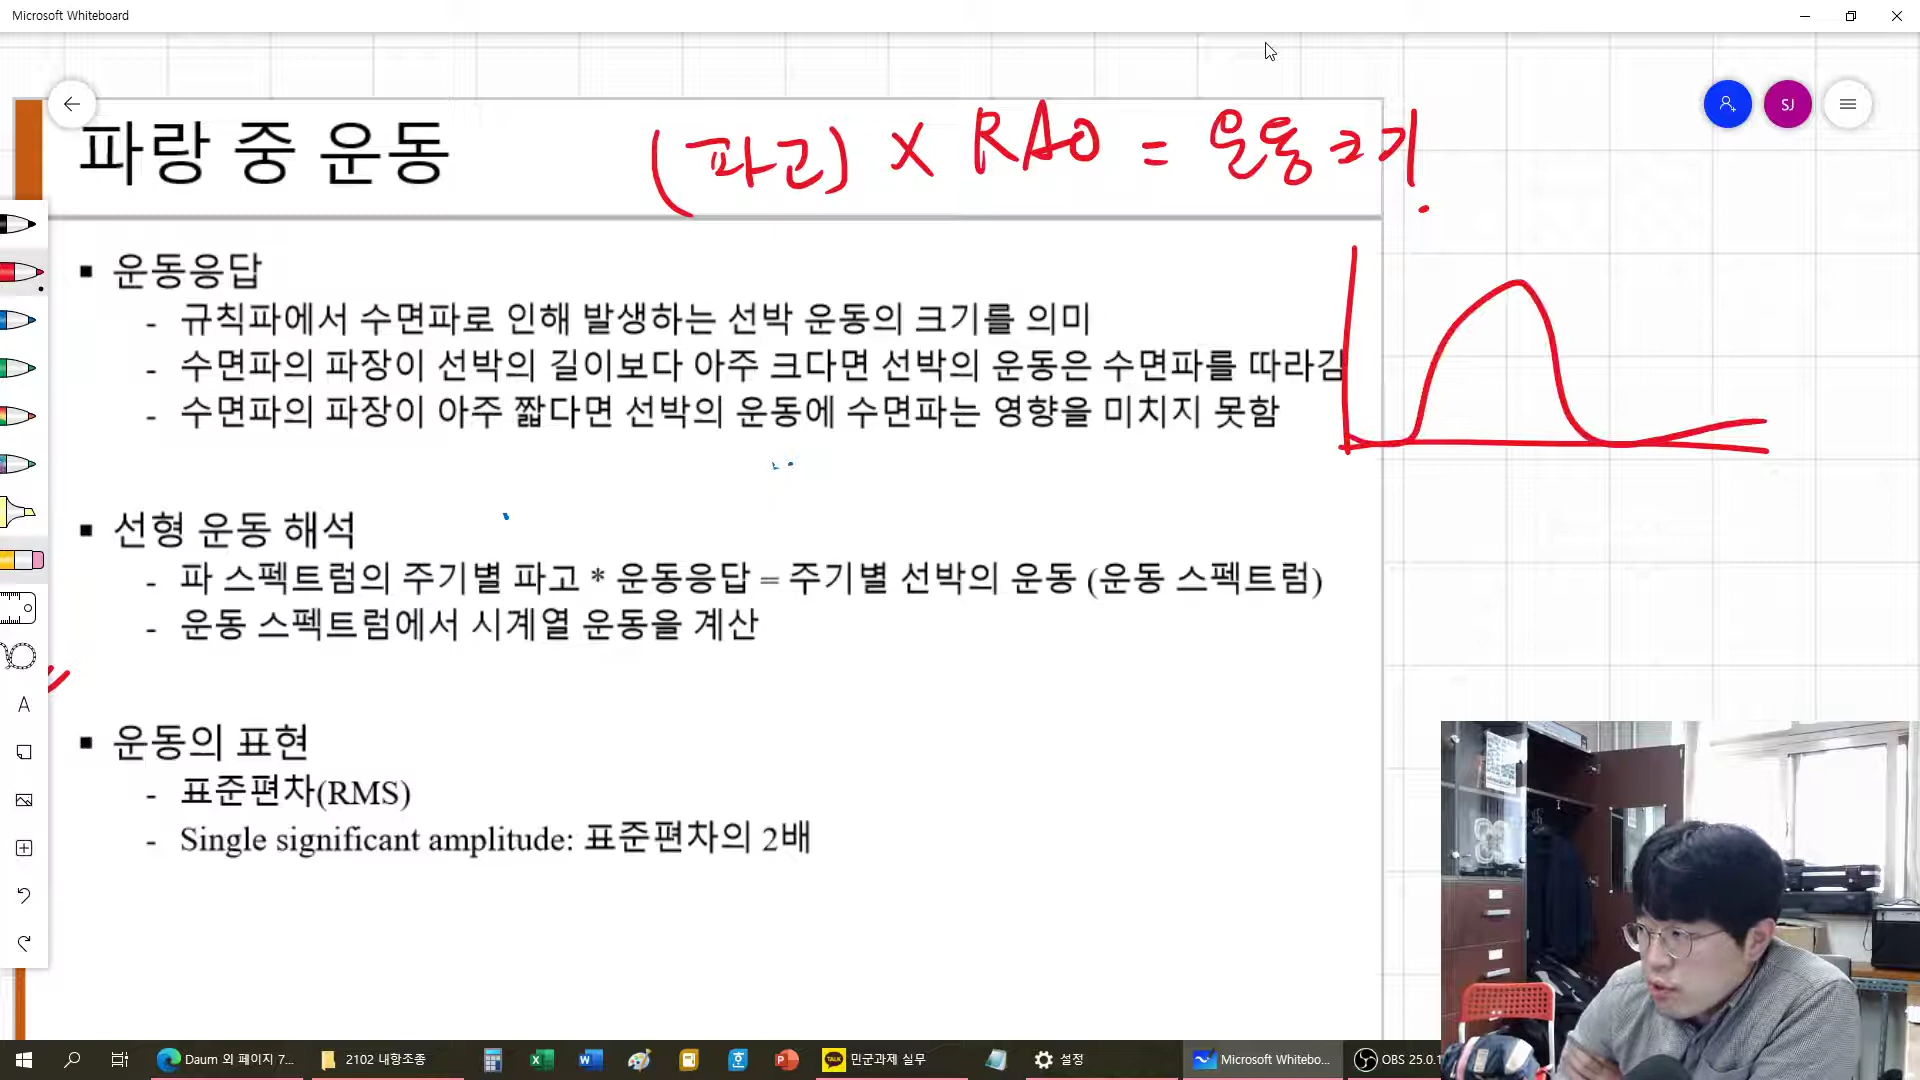 Microsoft Whiteboard
SJ
파랑 중 운동
(파고) × RAO = 운동크기.
▪ 운동응답
- 규칙파에서 수면파로 인해 발생하는 선박 운동의 크기를 의미
- 수면파의 파장이 선박의 길이보다 아주 크다면 선박의 운동은 수면파를 따라감
- 수면파의 파장이 아주 짧다면 선박의 운동에 수면파는 영향을 미치지 못함
▪ 선형 운동 해석
- 파 스펙트럼의 주기별 파고 * 운동응답 = 주기별 선박의 운동 (운동 스펙트럼)
- 운동 스펙트럼에서 시계열 운동을 계산
▪ 운동의 표현
- 표준편차(RMS)
- Single significant amplitude: 표준편차의 2배
A
Daum 외 페이지 7... 2102 내항조종 민군과제 실무 설정 Microsoft Whitebo... OBS 25.0.1